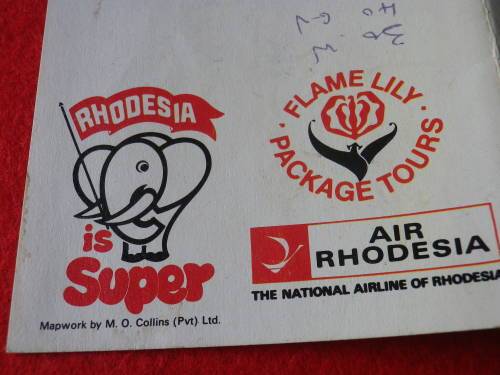 RHODESIA
is
Super
Mapwork by M. O. Collins (Pvt) Ltd.
· FLAME LILY ·
PACKAGE TOURS
AIR
RHODESIA
THE NATIONAL AIRLINE OF RHODESIA